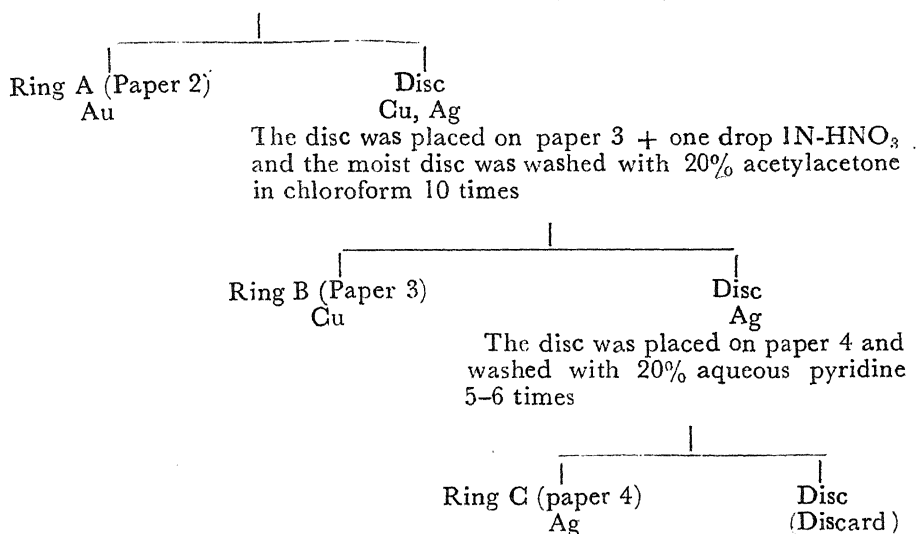 Ring A (Paper 2)
Au
Disc
Cu, Ag
The disc was placed on paper 3 + one drop 1N-HNO₃
and the moist disc was washed with 20% acetylacetone
in chloroform 10 times
Ring B (Paper 3)
Cu
Disc
Ag
The disc was placed on paper 4 and
washed with 20% aqueous pyridine
5–6 times
Ring C (paper 4)
Ag
Disc
(Discard)